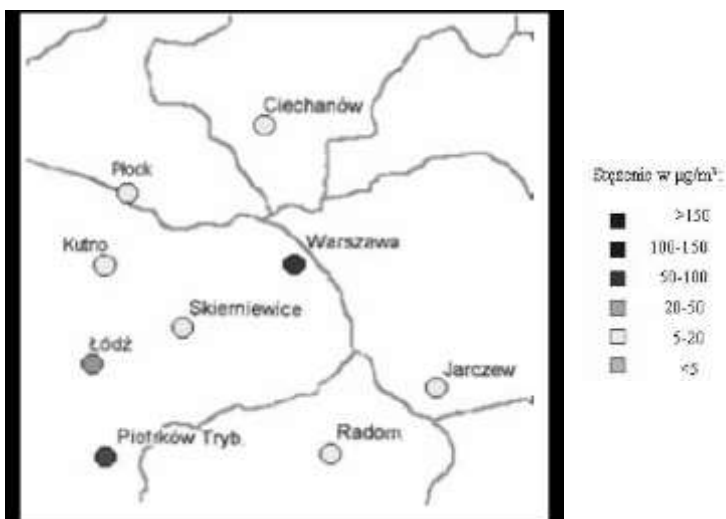 Ciechanów
Płock
Kutno
Warszawa
Skierniewice
Łódź
Jarczew
Piotrków Tryb.
Radom
Stężenie w µg/m³:
>150
100-150
50-100
20-50
5-20
<5